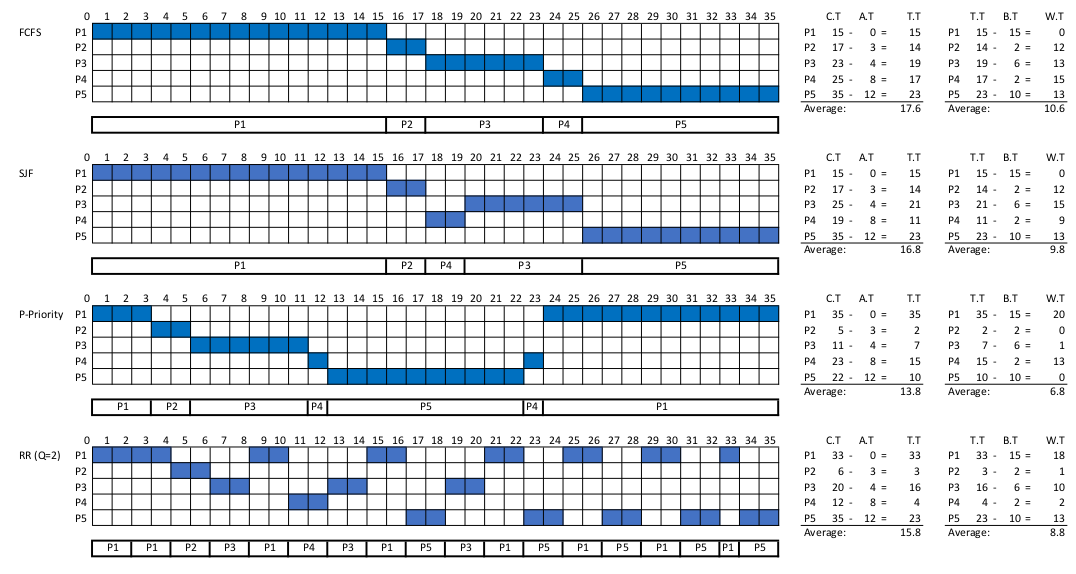 0 1 2 3 4 5 6 7 8 9 10 11 12 13 14 15 16 17 18 19 20 21 22 23 24 25 26 27 28 29 30 31 32 33 34 35 C.T A.T T.T T.T B.T W.T
FCFS P1 P1 15 - 0 = 15 P1 15 - 15 = 0
P2 P2 17 - 3 = 14 P2 14 - 2 = 12
P3 P3 23 - 4 = 19 P3 19 - 6 = 13
P4 P4 25 - 8 = 17 P4 17 - 2 = 15
P5 P5 35 - 12 = 23 P5 23 - 10 = 13
Average: 17.6 Average: 10.6
P1 P2 P3 P4 P5
0 1 2 3 4 5 6 7 8 9 10 11 12 13 14 15 16 17 18 19 20 21 22 23 24 25 26 27 28 29 30 31 32 33 34 35 C.T A.T T.T T.T B.T W.T
SJF P1 P1 15 - 0 = 15 P1 15 - 15 = 0
P2 P2 17 - 3 = 14 P2 14 - 2 = 12
P3 P3 25 - 4 = 21 P3 21 - 6 = 15
P4 P4 19 - 8 = 11 P4 11 - 2 = 9
P5 P5 35 - 12 = 23 P5 23 - 10 = 13
Average: 16.8 Average: 9.8
P1 P2 P4 P3 P5
0 1 2 3 4 5 6 7 8 9 10 11 12 13 14 15 16 17 18 19 20 21 22 23 24 25 26 27 28 29 30 31 32 33 34 35 C.T A.T T.T T.T B.T W.T
P-Priority P1 P1 35 - 0 = 35 P1 35 - 15 = 20
P2 P2 5 - 3 = 2 P2 2 - 2 = 0
P3 P3 11 - 4 = 7 P3 7 - 6 = 1
P4 P4 23 - 8 = 15 P4 15 - 2 = 13
P5 P5 22 - 12 = 10 P5 10 - 10 = 0
Average: 13.8 Average: 6.8
P1 P2 P3 P4 P5 P4 P1
0 1 2 3 4 5 6 7 8 9 10 11 12 13 14 15 16 17 18 19 20 21 22 23 24 25 26 27 28 29 30 31 32 33 34 35 C.T A.T T.T T.T B.T W.T
RR (Q=2) P1 P1 33 - 0 = 33 P1 33 - 15 = 18
P2 P2 6 - 3 = 3 P2 3 - 2 = 1
P3 P3 20 - 4 = 16 P3 16 - 6 = 10
P4 P4 12 - 8 = 4 P4 4 - 2 = 2
P5 P5 35 - 12 = 23 P5 23 - 10 = 13
Average: 15.8 Average: 8.8
P1 P1 P2 P3 P1 P4 P3 P1 P5 P3 P1 P5 P1 P5 P1 P5 P1 P5